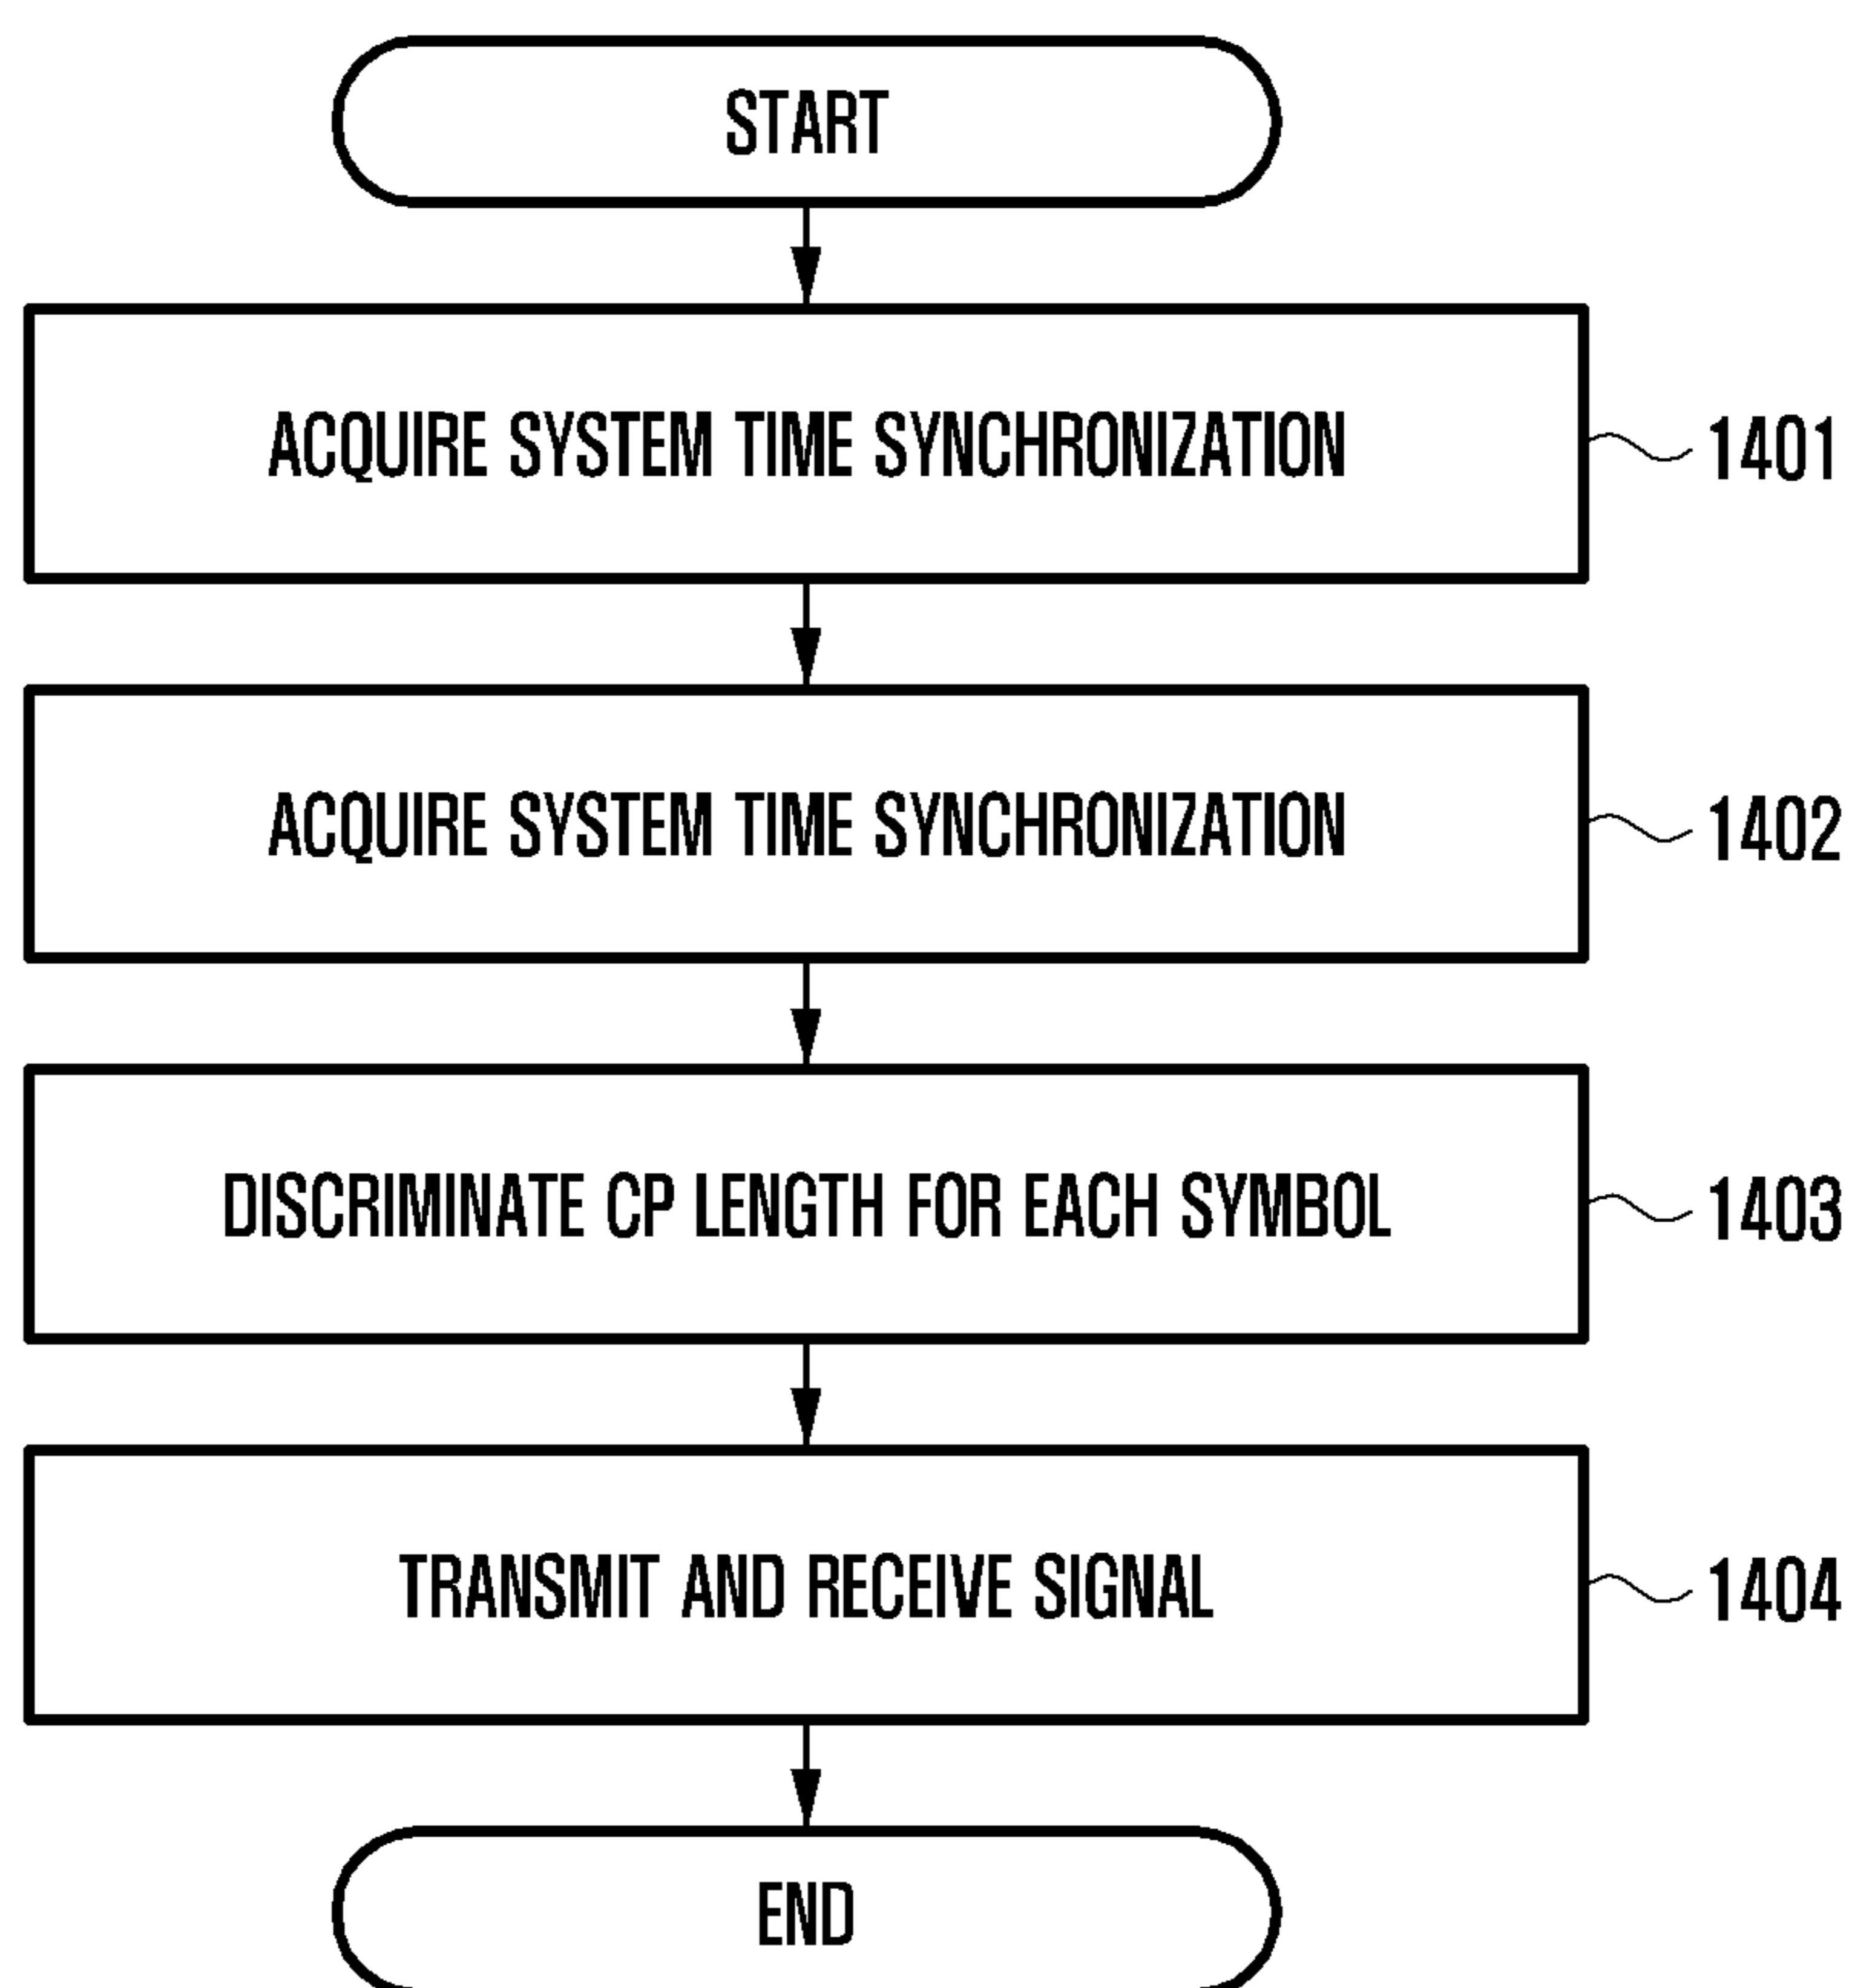 START
ACQUIRE SYSTEM TIME SYNCHRONIZATION
1401
ACQUIRE SYSTEM TIME SYNCHRONIZATION
1402
DISCRIMINATE CP LENGTH FOR EACH SYMBOL
1403
TRANSMIT AND RECEIVE SIGNAL
1404
END